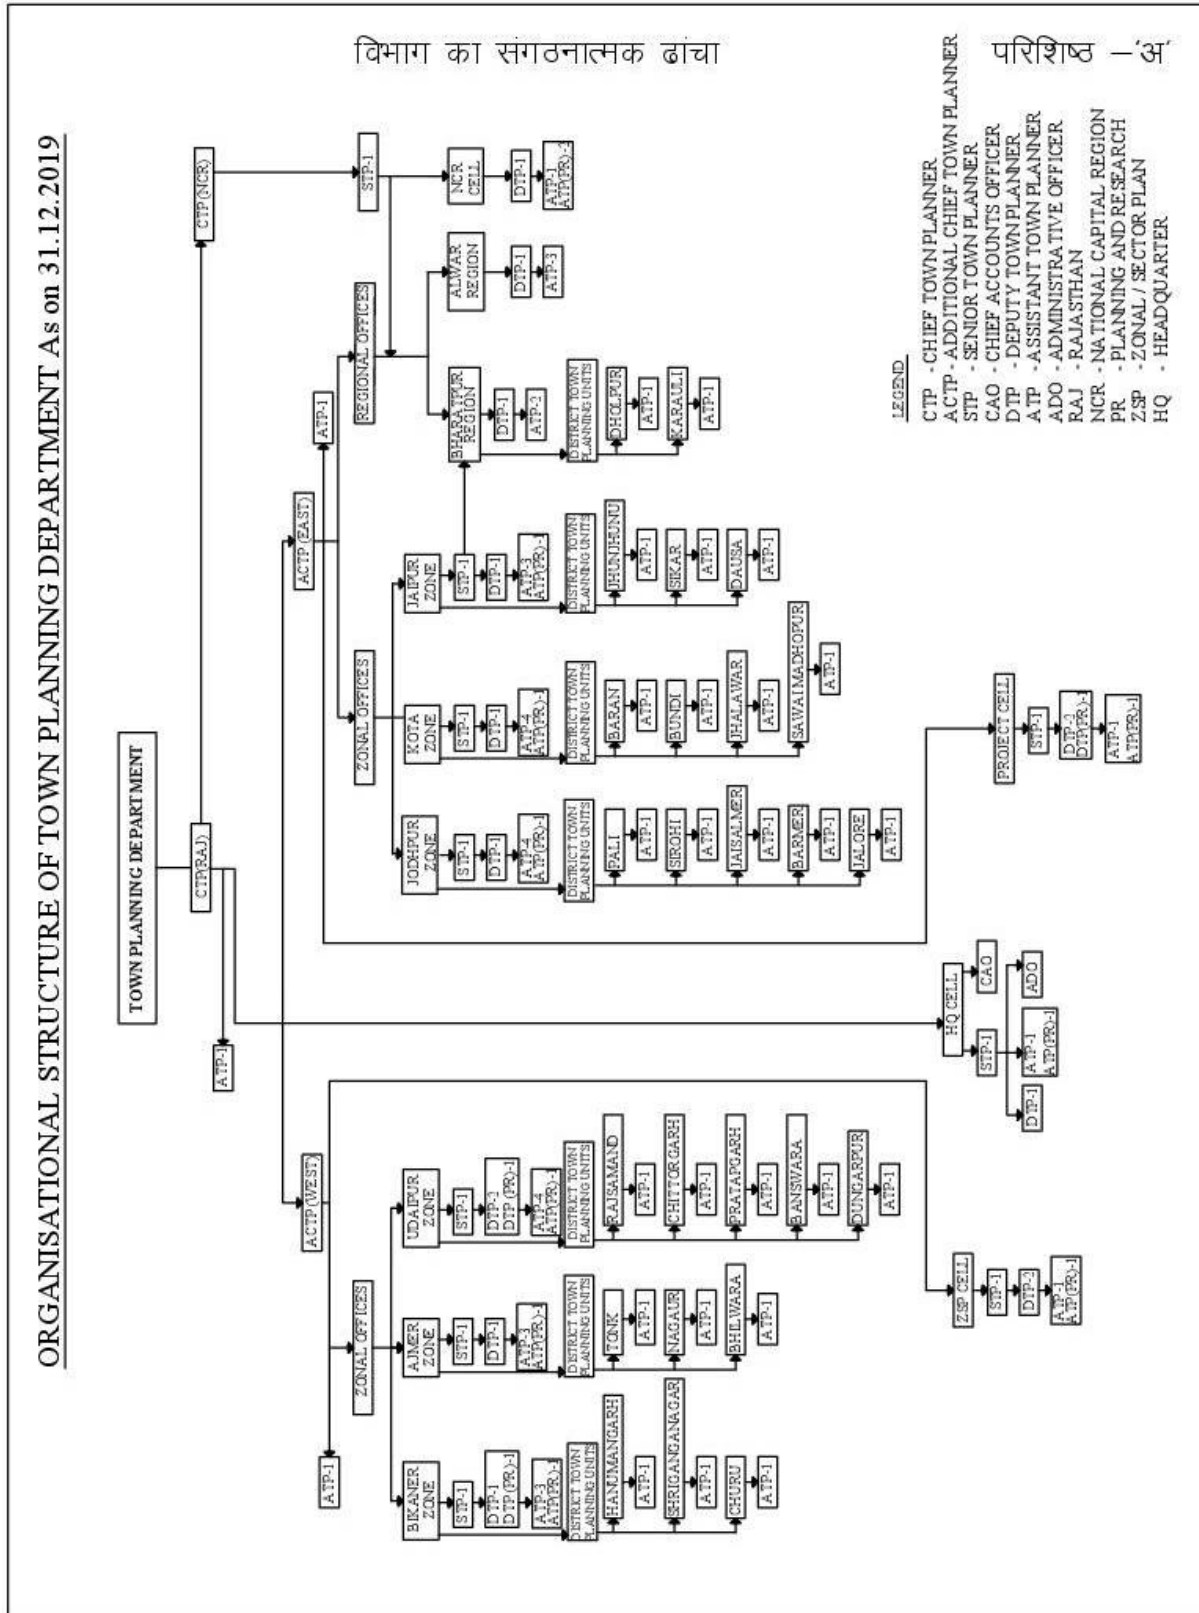 विभाग का संगठनात्मक ढांचा
परिशिष्ठ –'अ'
ORGANISATIONAL STRUCTURE OF TOWN PLANNING DEPARTMENT As on 31.12.2019
TOWN PLANNING DEPARTMENT
CTP(RAJ)
CTP(NCR)
ATP-1
ACTP(WEST)
ACTP(EAST)
ATP-1
ATP-1
STP-1
ZONAL OFFICES
ZONAL OFFICES
REGIONAL OFFICES
BIKANER
ZONE
STP-1
DTP-1
DTP(PR)-1
ATP-3
ATP(PR)-1
DISTRICT TOWN
PLANNING UNITS
HANUMANGARH
ATP-1
SHRIGANGANAGAR
ATP-1
CHURU
ATP-1
AJMER
ZONE
STP-1
DTP-1
ATP-3
ATP(PR)-1
DISTRICT TOWN
PLANNING UNITS
TONK
ATP-1
NAGAUR
ATP-1
BHILWARA
ATP-1
UDAIPUR
ZONE
STP-1
DTP-2
DTP (PR)-1
ATP-4
ATP(PR)-1
DISTRICT TOWN
PLANNING UNITS
RAJSAMAND
ATP-1
CHITTORGARH
ATP-1
PRATAPGARH
ATP-1
BANSWARA
ATP-1
DUNGARPUR
ATP-1
JODHPUR
ZONE
STP-1
DTP-1
ATP-4
ATP(PR)-1
DISTRICT TOWN
PLANNING UNITS
PALI
ATP-1
SIROHI
ATP-1
JAISALMER
ATP-1
BARMER
ATP-1
JALORE
ATP-1
KOTA
ZONE
STP-1
DTP-1
ATP-4
ATP(PR)-1
DISTRICT TOWN
PLANNING UNITS
BARAN
ATP-1
BUNDI
ATP-1
JHALAWAR
ATP-1
SAWAI MADHOPUR
ATP-1
JAIPUR
ZONE
STP-1
DTP-1
ATP-3
ATP(PR)-1
DISTRICT TOWN
PLANNING UNITS
JHUNJHUNU
ATP-1
SIKAR
ATP-1
DAUSA
ATP-1
BHARATPUR
REGION
DTP-1
ATP-2
DISTRICT TOWN
PLANNING UNITS
DHOLPUR
ATP-1
KARAULI
ATP-1
ALWAR
REGION
DTP-1
ATP-3
NCR
CELL
DTP-1
ATP-1
ATP(PR)-2
ZSP CELL
STP-1
DTP-2
ATP-1
ATP(PR)-1
HQ CELL
STP-1
CAO
DTP-1
ATP-1
ATP(PR)-1
ADO
PROJECT CELL
STP-1
DTP-2
DTP(PR)-1
ATP-1
ATP(PR)-1
LEGEND
CTP - CHIEF TOWN PLANNER
ACTP - ADDITIONAL CHIEF TOWN PLANNER
STP - SENIOR TOWN PLANNER
CAO - CHIEF ACCOUNTS OFFICER
DTP - DEPUTY TOWN PLANNER
ATP - ASSISTANT TOWN PLANNER
ADO - ADMINISTRATIVE OFFICER
RAJ - RAJASTHAN
NCR - NATIONAL CAPITAL REGION
PR - PLANNING AND RESEARCH
ZSP - ZONAL / SECTOR PLAN
HQ - HEADQUARTER